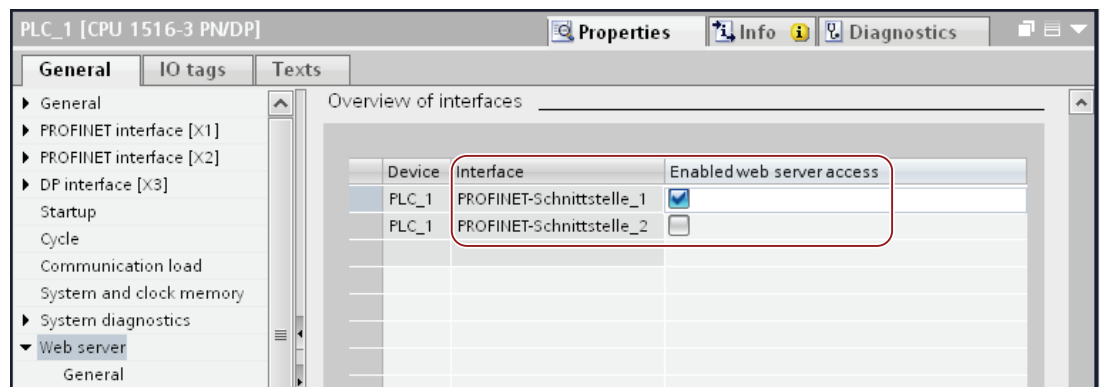 PLC_1 [CPU 1516-3 PN/DP]
Properties
Info
Diagnostics
General
IO tags
Texts
General
PROFINET interface [X1]
PROFINET interface [X2]
DP interface [X3]
Startup
Cycle
Communication load
System and clock memory
System diagnostics
Web server
General
Overview of interfaces
Device Interface Enabled web server access
PLC_1 PROFINET-Schnittstelle_1
PLC_1 PROFINET-Schnittstelle_2